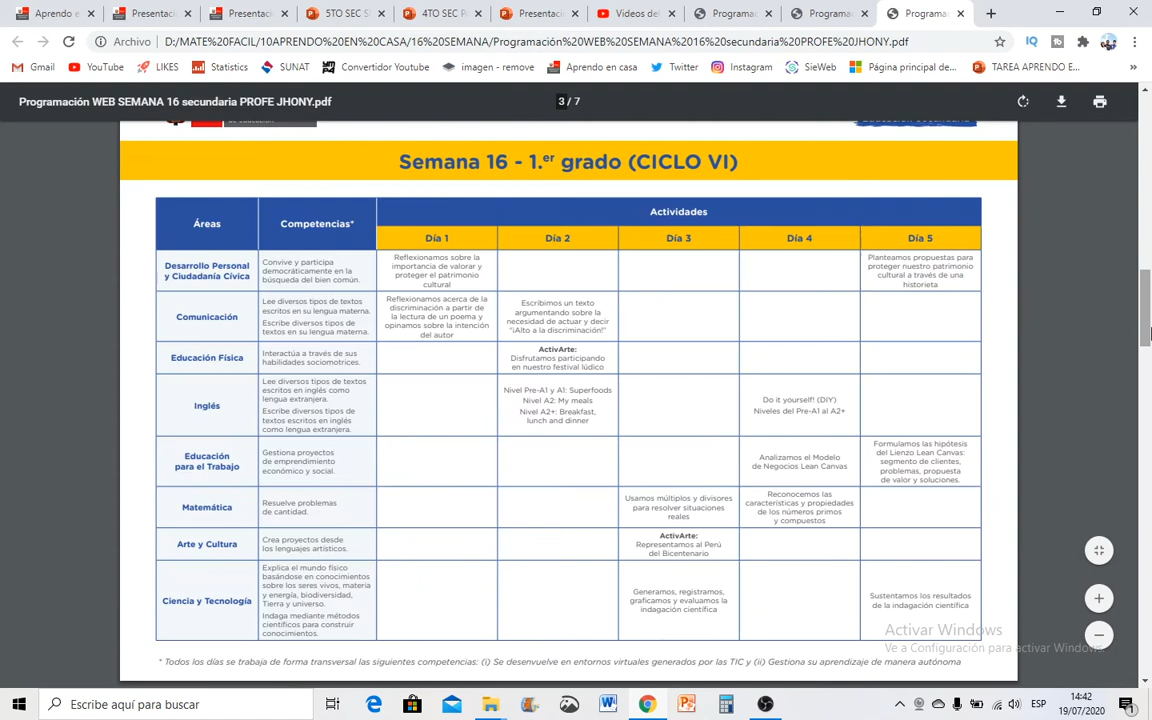 Aprendo e
Presentaci
Presentaci
5TO SEC S
4TO SEC P
Presentaci
Videos del
Programa
Programa
Programa
Archivo
D:/MATE%20FACIL/10APRENDO%20EN%20CASA/16%20SEMANA/Programación%20WEB%20SEMANA%2016%20secundaria%20PROFE%20JHONY.pdf
Gmail
YouTube
LIKES
Statistics
SUNAT
Convertidor Youtube
imagen - remove
Aprendo en casa
Twitter
Instagram
SieWeb
Página principal de...
TAREA APRENDO E...
»
Programación WEB SEMANA 16 secundaria PROFE JHONY.pdf
3 / 7
de Educación
Educación Secundaria
Semana 16 - 1.er grado (CICLO VI)
Áreas
Competencias*
Actividades
Día 1
Día 2
Día 3
Día 4
Día 5
Desarrollo Personal
y Ciudadanía Cívica
Convive y participa
democráticamente en la
búsqueda del bien común.
Reflexionamos sobre la
importancia de valorar y
proteger el patrimonio
cultural
Planteamos propuestas para
proteger nuestro patrimonio
cultural a través de una
historieta
Comunicación
Lee diversos tipos de textos
escritos en su lengua materna.
Escribe diversos tipos de
textos en su lengua materna.
Reflexionamos acerca de la
discriminación a partir de
la lectura de un poema y
opinamos sobre la intención
del autor
Escribimos un texto
argumentando sobre la
necesidad de actuar y decir
"¡Alto a la discriminación!"
Educación Física
Interactúa a través de sus
habilidades sociomotrices.
ActivArte:
Disfrutamos participando
en nuestro festival lúdico
Inglés
Lee diversos tipos de textos
escritos en inglés como
lengua extranjera.
Escribe diversos tipos de
textos escritos en inglés
como lengua extranjera.
Nivel Pre-A1 y A1: Superfoods
Nivel A2: My meals
Nivel A2+: Breakfast,
lunch and dinner
Do it yourself! (DIY)
Niveles del Pre-A1 al A2+
Educación
para el Trabajo
Gestiona proyectos
de emprendimiento
económico y social.
Analizamos el Modelo
de Negocios Lean Canvas
Formulamos las hipótesis
del Lienzo Lean Canvas:
segmento de clientes,
problemas, propuesta
de valor y soluciones.
Matemática
Resuelve problemas
de cantidad.
Usamos múltiplos y divisores
para resolver situaciones
reales
Reconocemos las
características y propiedades
de los números primos
y compuestos
Arte y Cultura
Crea proyectos desde
los lenguajes artísticos.
ActivArte:
Representamos al Perú
del Bicentenario
Ciencia y Tecnología
Explica el mundo físico
basándose en conocimientos
sobre los seres vivos, materia
y energía, biodiversidad,
Tierra y universo.
Indaga mediante métodos
científicos para construir
conocimientos.
Generamos, registramos,
graficamos y evaluamos la
indagación científica
Sustentamos los resultados
de la indagación científica
* Todos los días se trabaja de forma transversal las siguientes competencias: (i) Se desenvuelve en entornos virtuales generados por las TIC y (ii) Gestiona su aprendizaje de manera autónoma
Activar Windows
Ve a Configuración para activar Windows.
Escribe aquí para buscar
ESP
14:42
19/07/2020
1